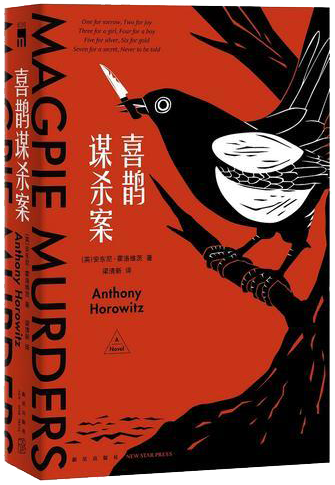 One for sorrow, Two for joy
Three for a girl, Four for a boy
Five for silver, Six for gold
Seven for a secret, Never to be told
喜鹊
谋杀案
(英)安东尼·霍洛维茨 著
梁清新 译
Anthony
Horowitz
A
Novel
新星出版社 NEW STAR PRESS
MAGPIE MURDERS
MAGPIE MURDERS
喜鹊谋杀案
Anthony Horowitz